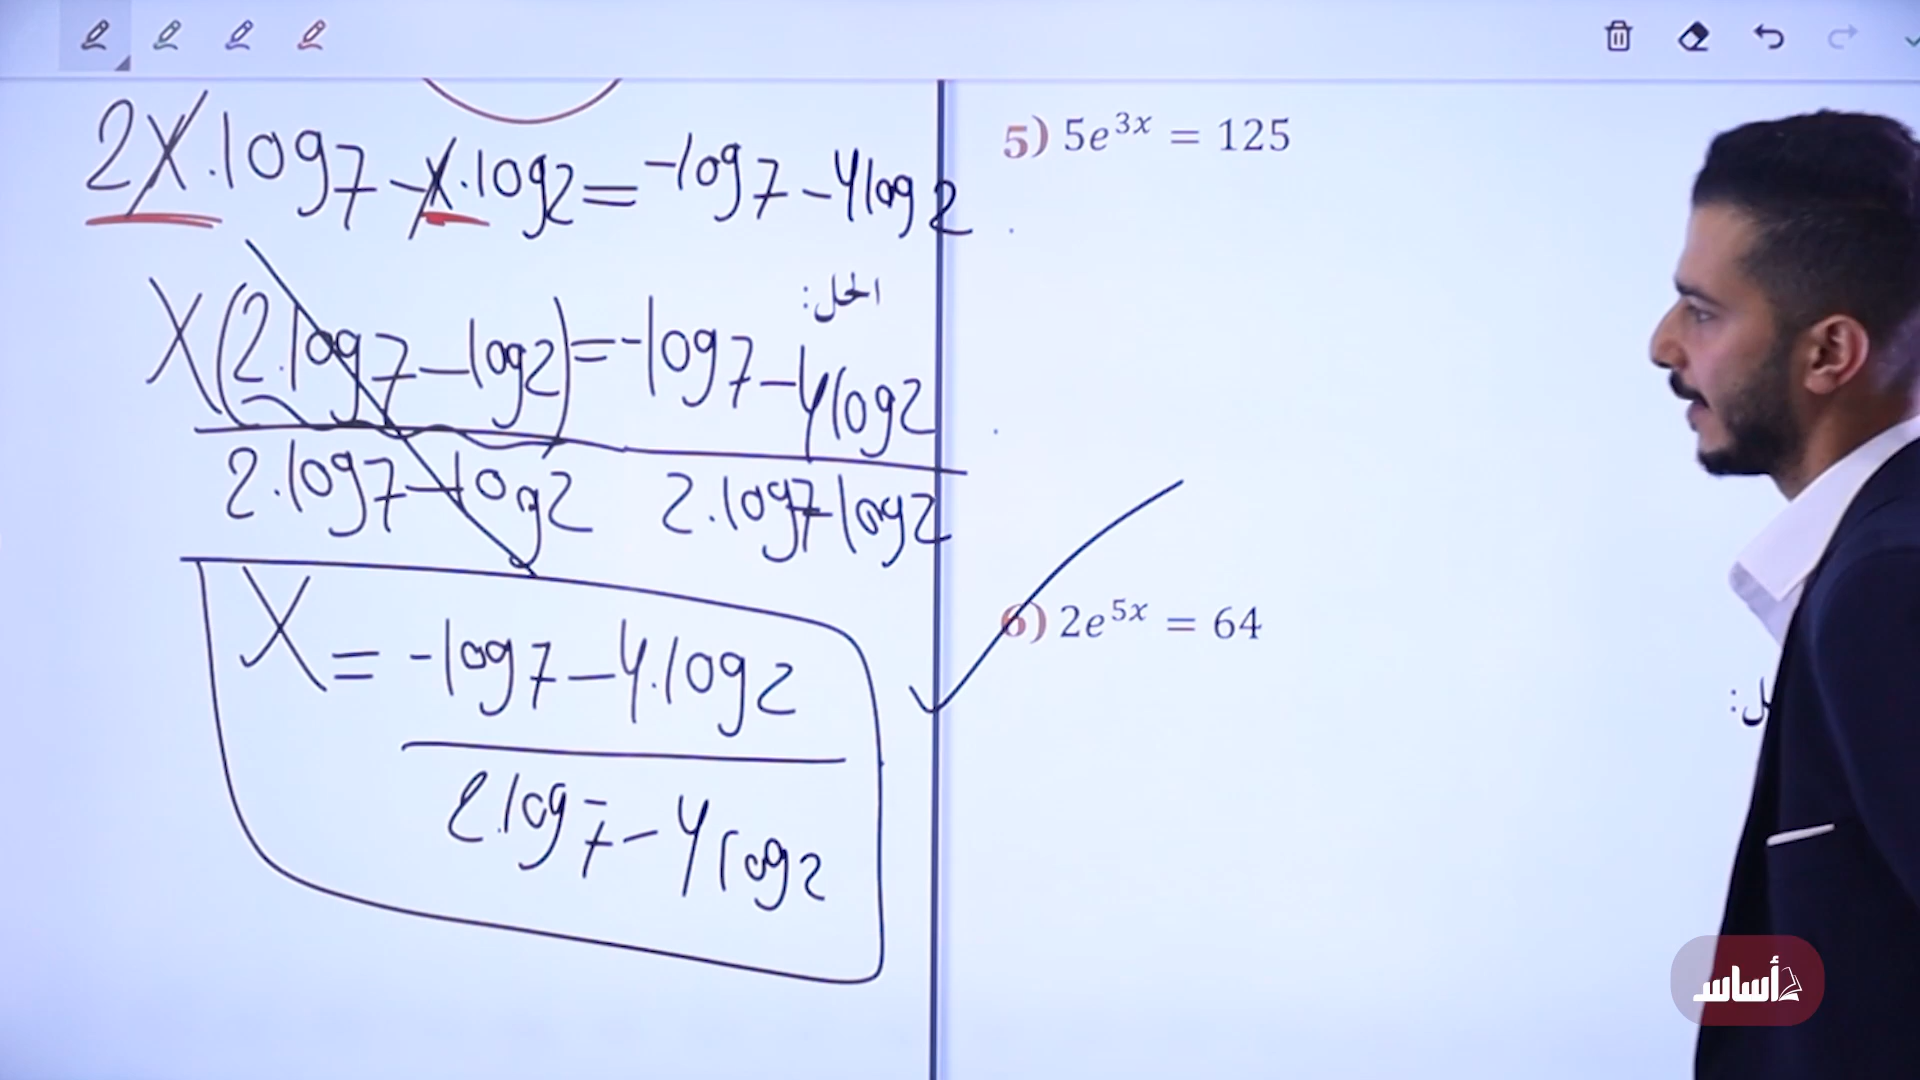 2X.log7-X.log2=-log7-4log2
الحل:
X(2.log7-log2)=-log7-4log2
2.log7-log2 2.log7-log2
X=-log7-4.log2
2.log7-4log2
5) 5e^{3x} = 125
6) 2e^{5x} = 64
أساس